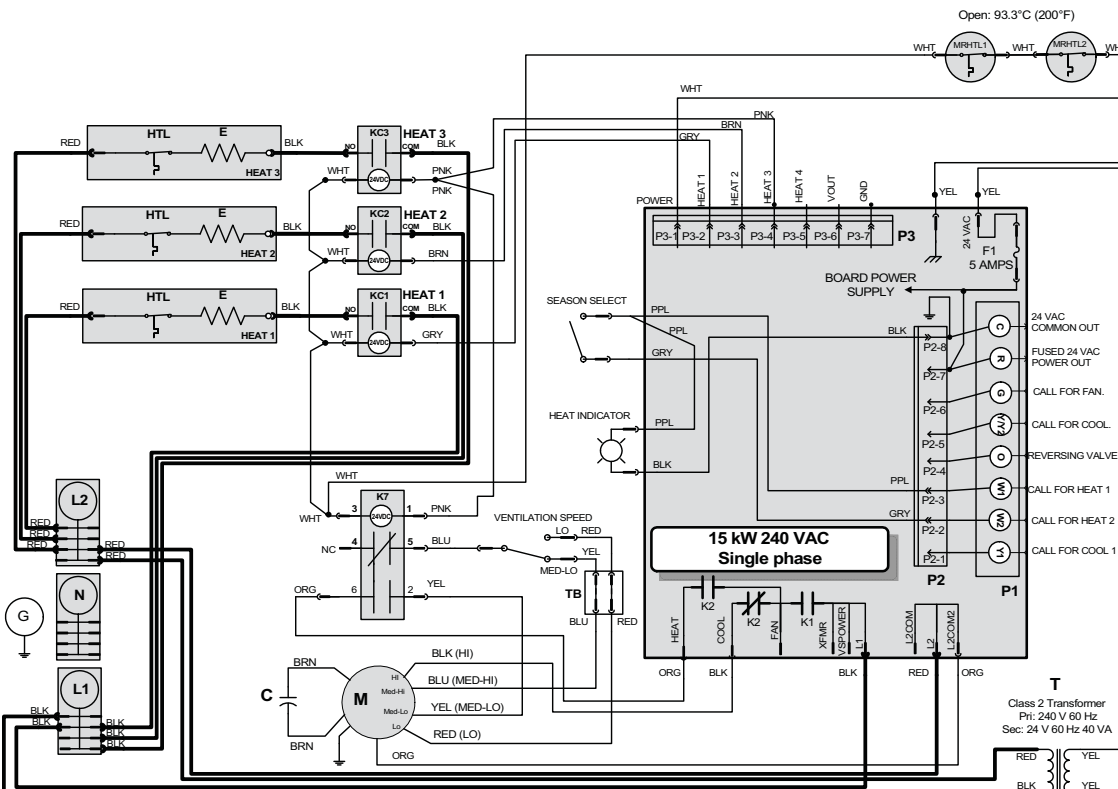 Open: 93.3°C (200°F)
WHT
MRHTL1
WHT
MRHTL2
WHT
PNK
BRN
GRY
RED
HTL
E
BLK
HEAT 3
NO
KC3
COM
HEAT 3
BLK
WHT
24VDC
PNK
PNK
RED
HTL
E
BLK
HEAT 2
NO
KC2
COM
HEAT 2
BLK
WHT
24VDC
BRN
RED
HTL
E
BLK
HEAT 1
NO
KC1
COM
HEAT 1
BLK
WHT
24VDC
GRY
POWER
HEAT 1
HEAT 2
HEAT 3
HEAT 4
VOUT
GND
P3-1
P3-2
P3-3
P3-4
P3-5
P3-6
P3-7
P3
YEL
YEL
24 VAC
F1
5 AMPS
BOARD POWER
SUPPLY
SEASON SELECT
PPL
PPL
GRY
BLK
HEAT INDICATOR
PPL
BLK
P2-8
P2-7
P2-6
P2-5
P2-4
PPL
P2-3
GRY
P2-2
P2-1
P2
C
R
G
Y/Y2
O
W1
W2
Y1
P1
24 VAC
COMMON OUT
FUSED 24 VAC
POWER OUT
CALL FOR FAN.
CALL FOR COOL.
REVERSING VALVE
CALL FOR HEAT 1
CALL FOR HEAT 2
CALL FOR COOL 1
15 kW 240 VAC
Single phase
WHT
K7
WHT
3
24VDC
1
PNK
NC
4
5
BLU
ORG
6
2
YEL
VENTILATION SPEED
LO
RED
YEL
MED-LO
TB
BLU
RED
K2
K2
K1
HEAT
COOL
FAN
XFMR
VSPOWER
L1
L2COM
L2
L2COM2
ORG
BLK
BLK
RED
ORG
L2
RED
RED
RED
RED
RED
N
G
L1
BLK
BLK
BLK
BLK
BLK
C
BRN
BRN
M
HI
Med-Hi
Med-Lo
Lo
BLK (HI)
BLU (MED-HI)
YEL (MED-LO)
RED (LO)
ORG
T
Class 2 Transformer
Pri: 240 V 60 Hz
Sec: 24 V 60 Hz 40 VA
RED
YEL
BLK
YEL